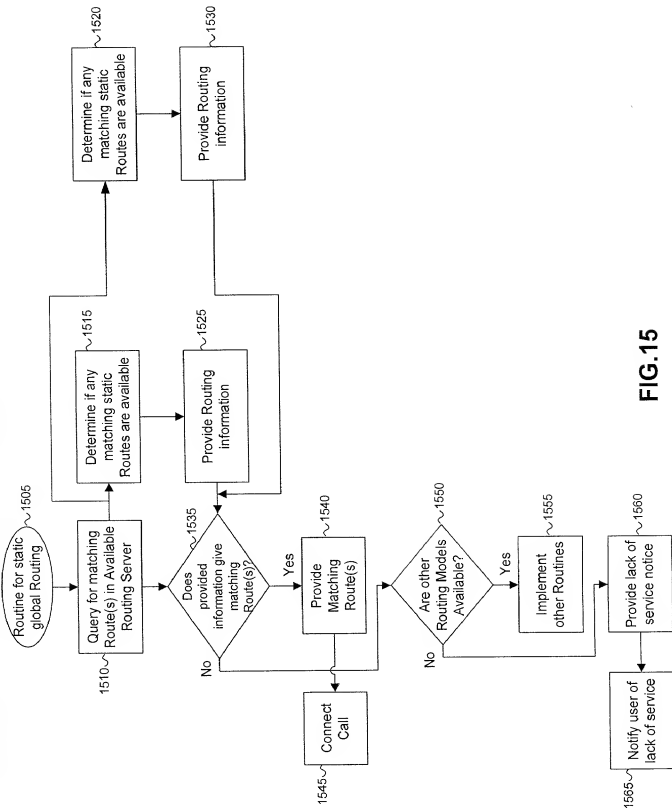 1505
Routine for static
global Routing
Query for matching
Route(s) in Available
Routing Server
1510
1515
Determine if any
matching static
Routes are available
1520
Determine if any
matching static
Routes are available
1525
Provide Routing
information
1530
Provide Routing
information
1535
Does
provided
information give
matching
Route(s)?
Yes
No
1540
Provide
Matching
Route(s)
Connect
Call
1545
1550
Are other
Routing Models
Available?
Yes
No
1555
Implement
other Routines
1560
Provide lack of
service notice
Notify user of
lack of service
1565
FIG.15